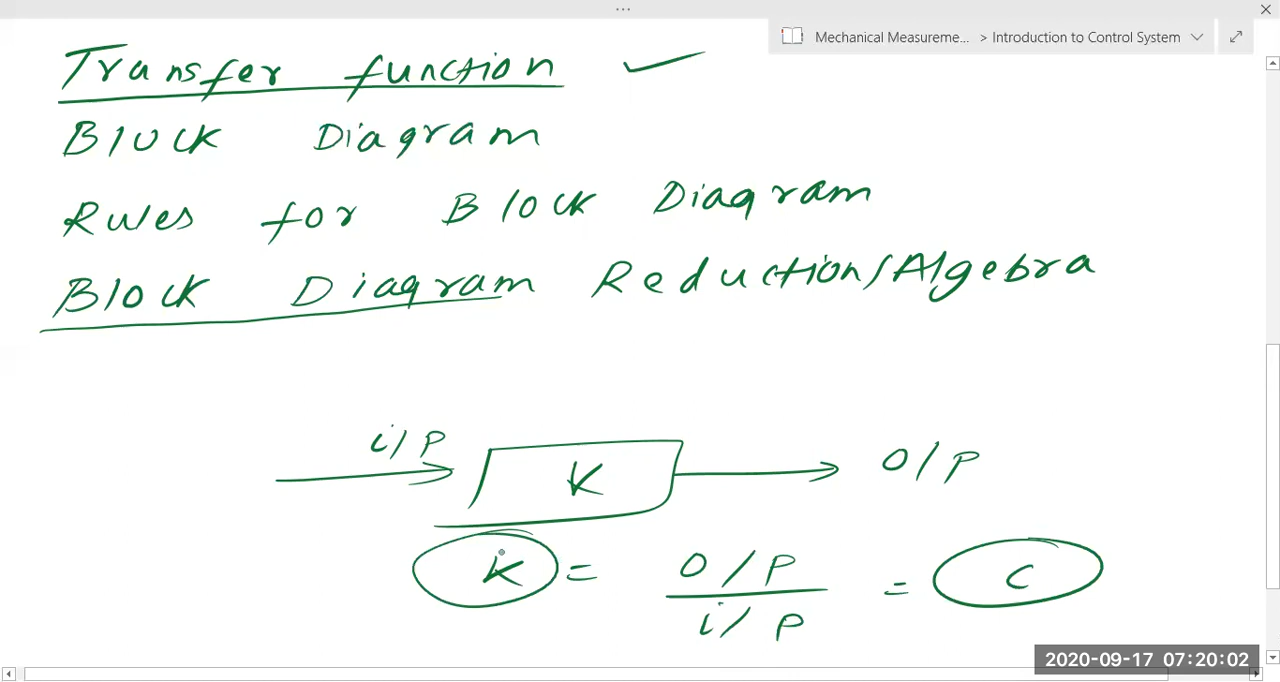 Mechanical Measureme... > Introduction to Control System
Transfer function
Block Diagram
Rules for Block Diagram
Block Diagram Reduction/Algebra
i/P
K
O/P
K = O/P = C
i/P
2020-09-17 07:20:02